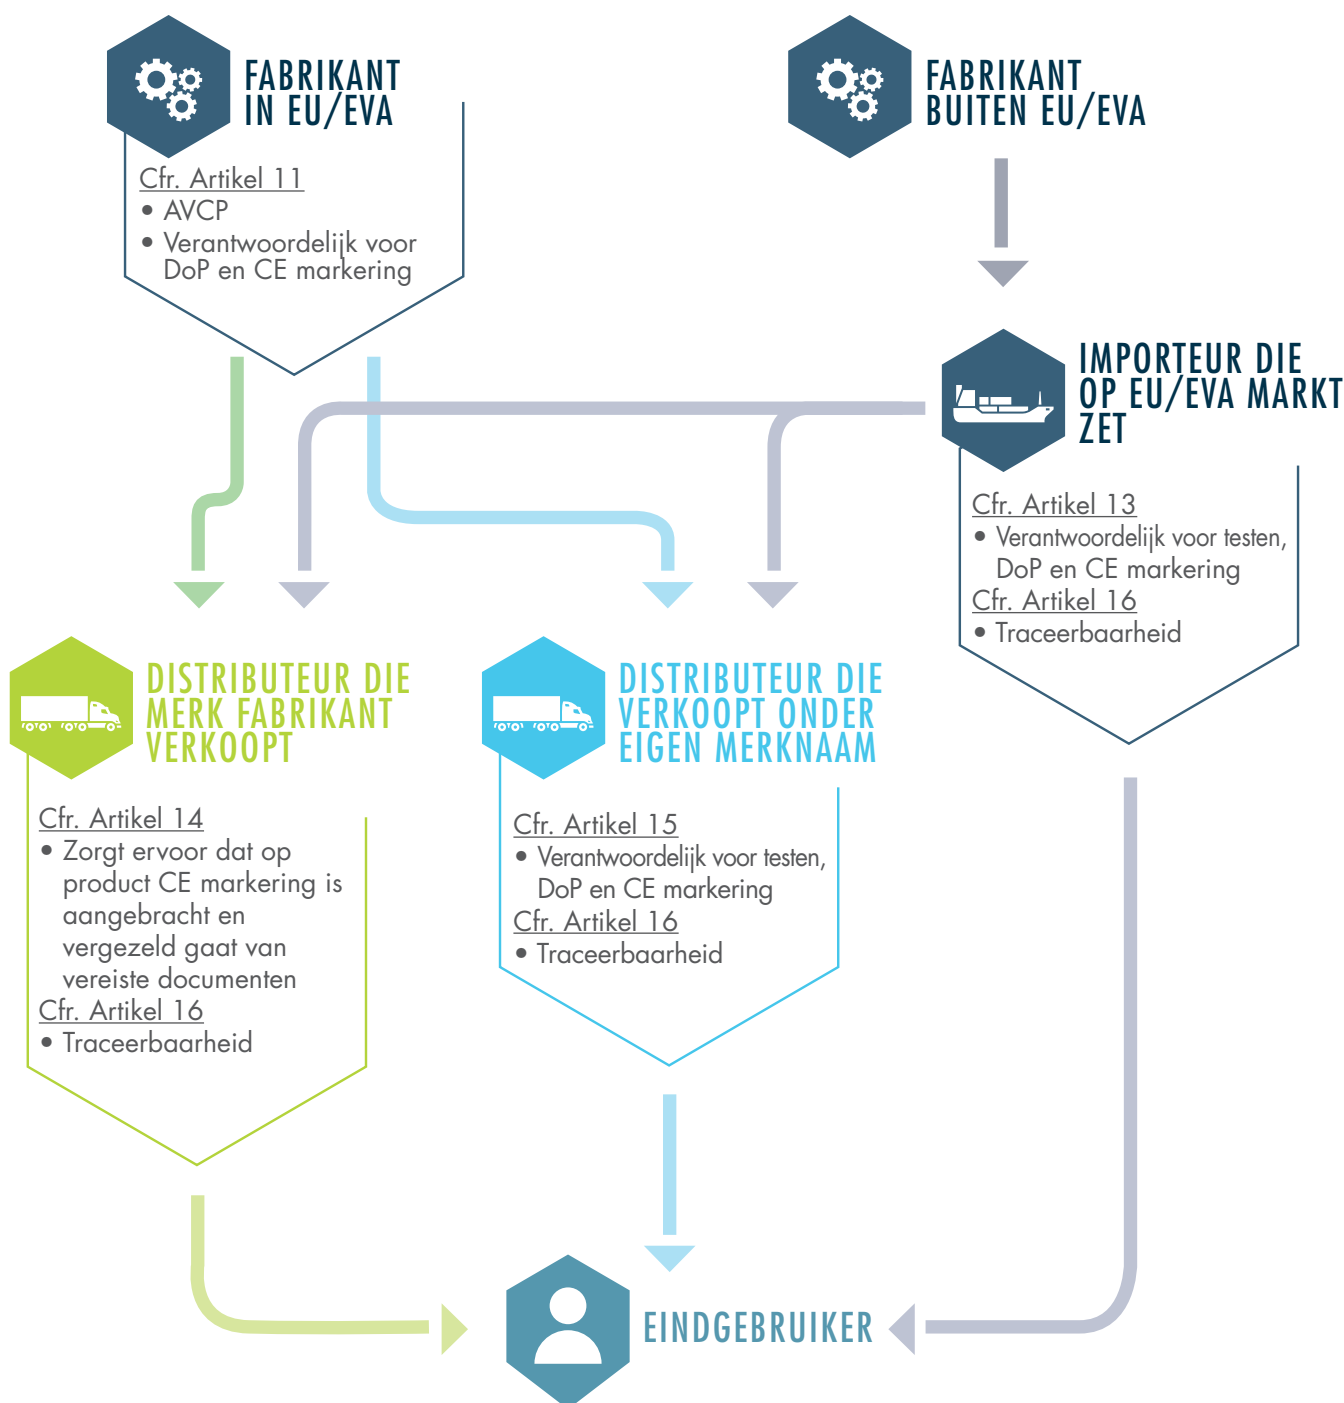 FABRIKANT
IN EU/EVA
Cfr. Artikel 11
• AVCP
• Verantwoordelijk voor
DoP en CE markering
FABRIKANT
BUITEN EU/EVA
IMPORTEUR DIE
OP EU/EVA MARKT
ZET
Cfr. Artikel 13
• Verantwoordelijk voor testen,
DoP en CE markering
Cfr. Artikel 16
• Traceerbaarheid
DISTRIBUTEUR DIE
MERK FABRIKANT
VERKOOPT
Cfr. Artikel 14
• Zorgt ervoor dat op
product CE markering is
aangebracht en
vergezeld gaat van
vereiste documenten
Cfr. Artikel 16
• Traceerbaarheid
DISTRIBUTEUR DIE
VERKOOPT ONDER
EIGEN MERKNAAM
Cfr. Artikel 15
• Verantwoordelijk voor testen,
DoP en CE markering
Cfr. Artikel 16
• Traceerbaarheid
EINDGEBRUIKER